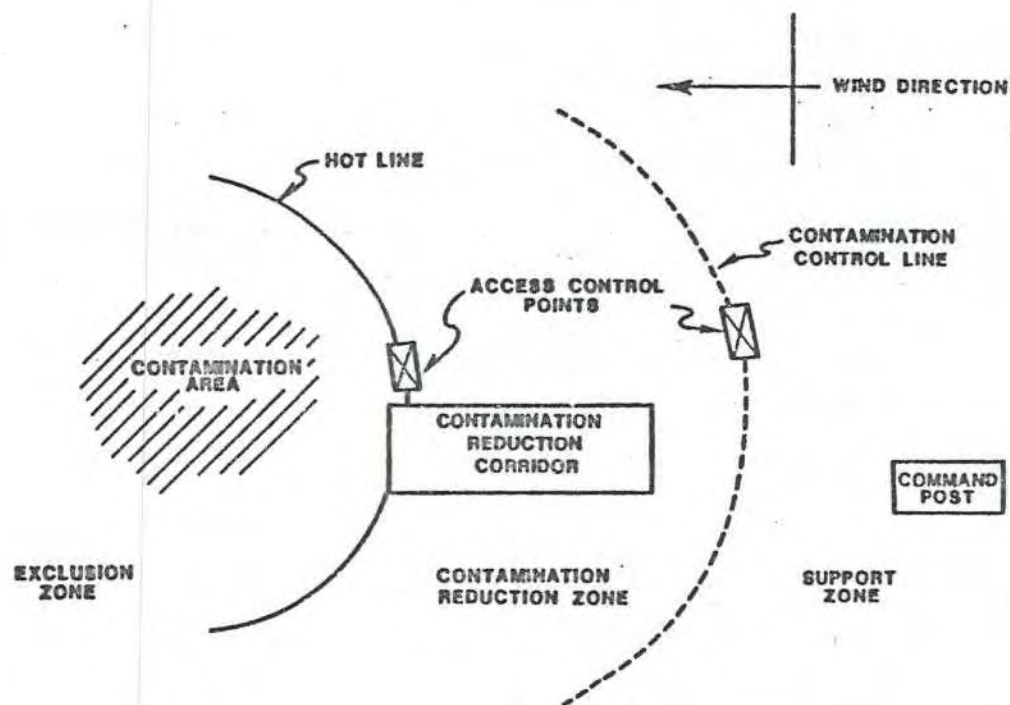 WIND DIRECTION
HOT LINE
CONTAMINATION
CONTROL LINE
ACCESS CONTROL
POINTS
CONTAMINATION
AREA
CONTAMINATION
REDUCTION
CORRIDOR
COMMAND
POST
EXCLUSION
ZONE
CONTAMINATION
REDUCTION ZONE
SUPPORT
ZONE